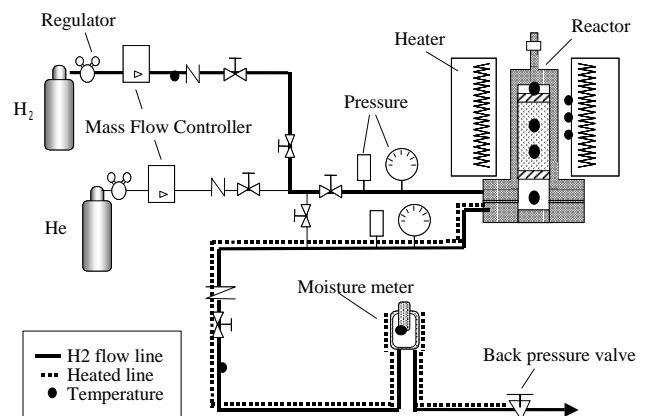 Regulator
Heater
Reactor
H2
Pressure
Mass Flow Controller
He
Moisture meter
Back pressure valve
H2 flow line
Heated line
Temperature